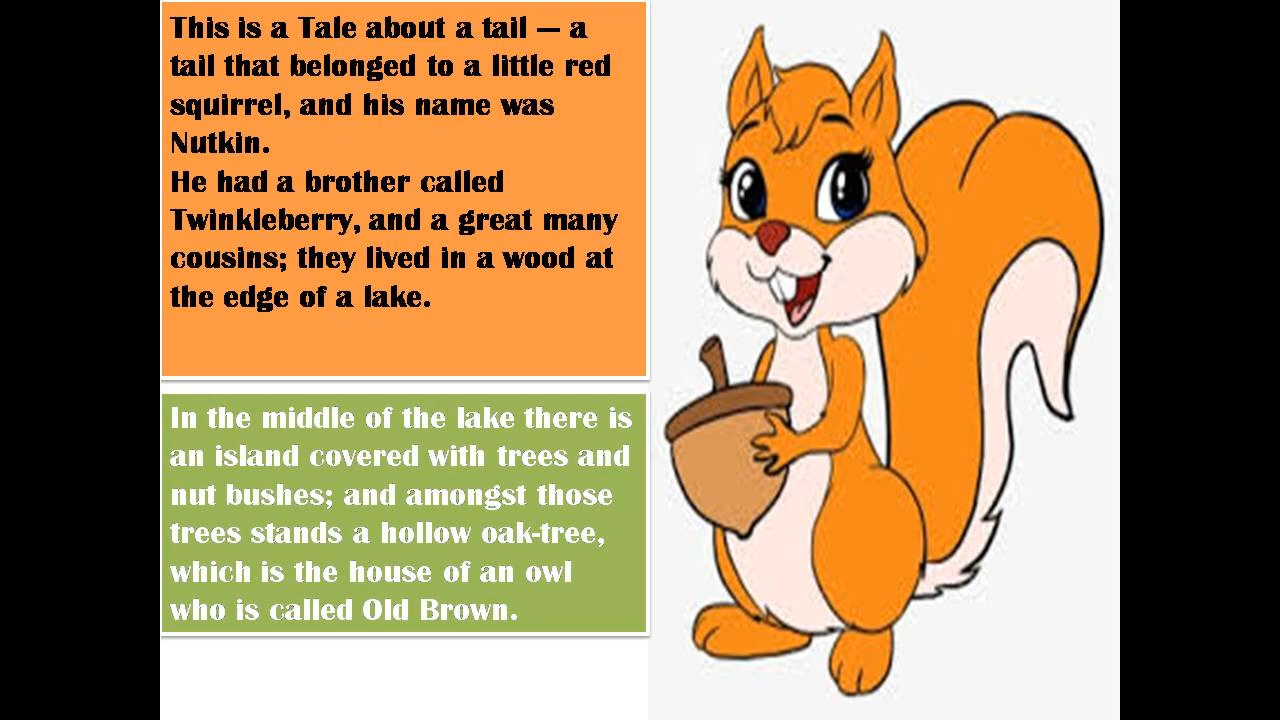 This is a Tale about a tail — a
tail that belonged to a little red
squirrel, and his name was
Nutkin.
He had a brother called
Twinkleberry, and a great many
cousins; they lived in a wood at
the edge of a lake.
In the middle of the lake there is
an island covered with trees and
nut bushes; and amongst those
trees stands a hollow oak-tree,
which is the house of an owl
who is called Old Brown.